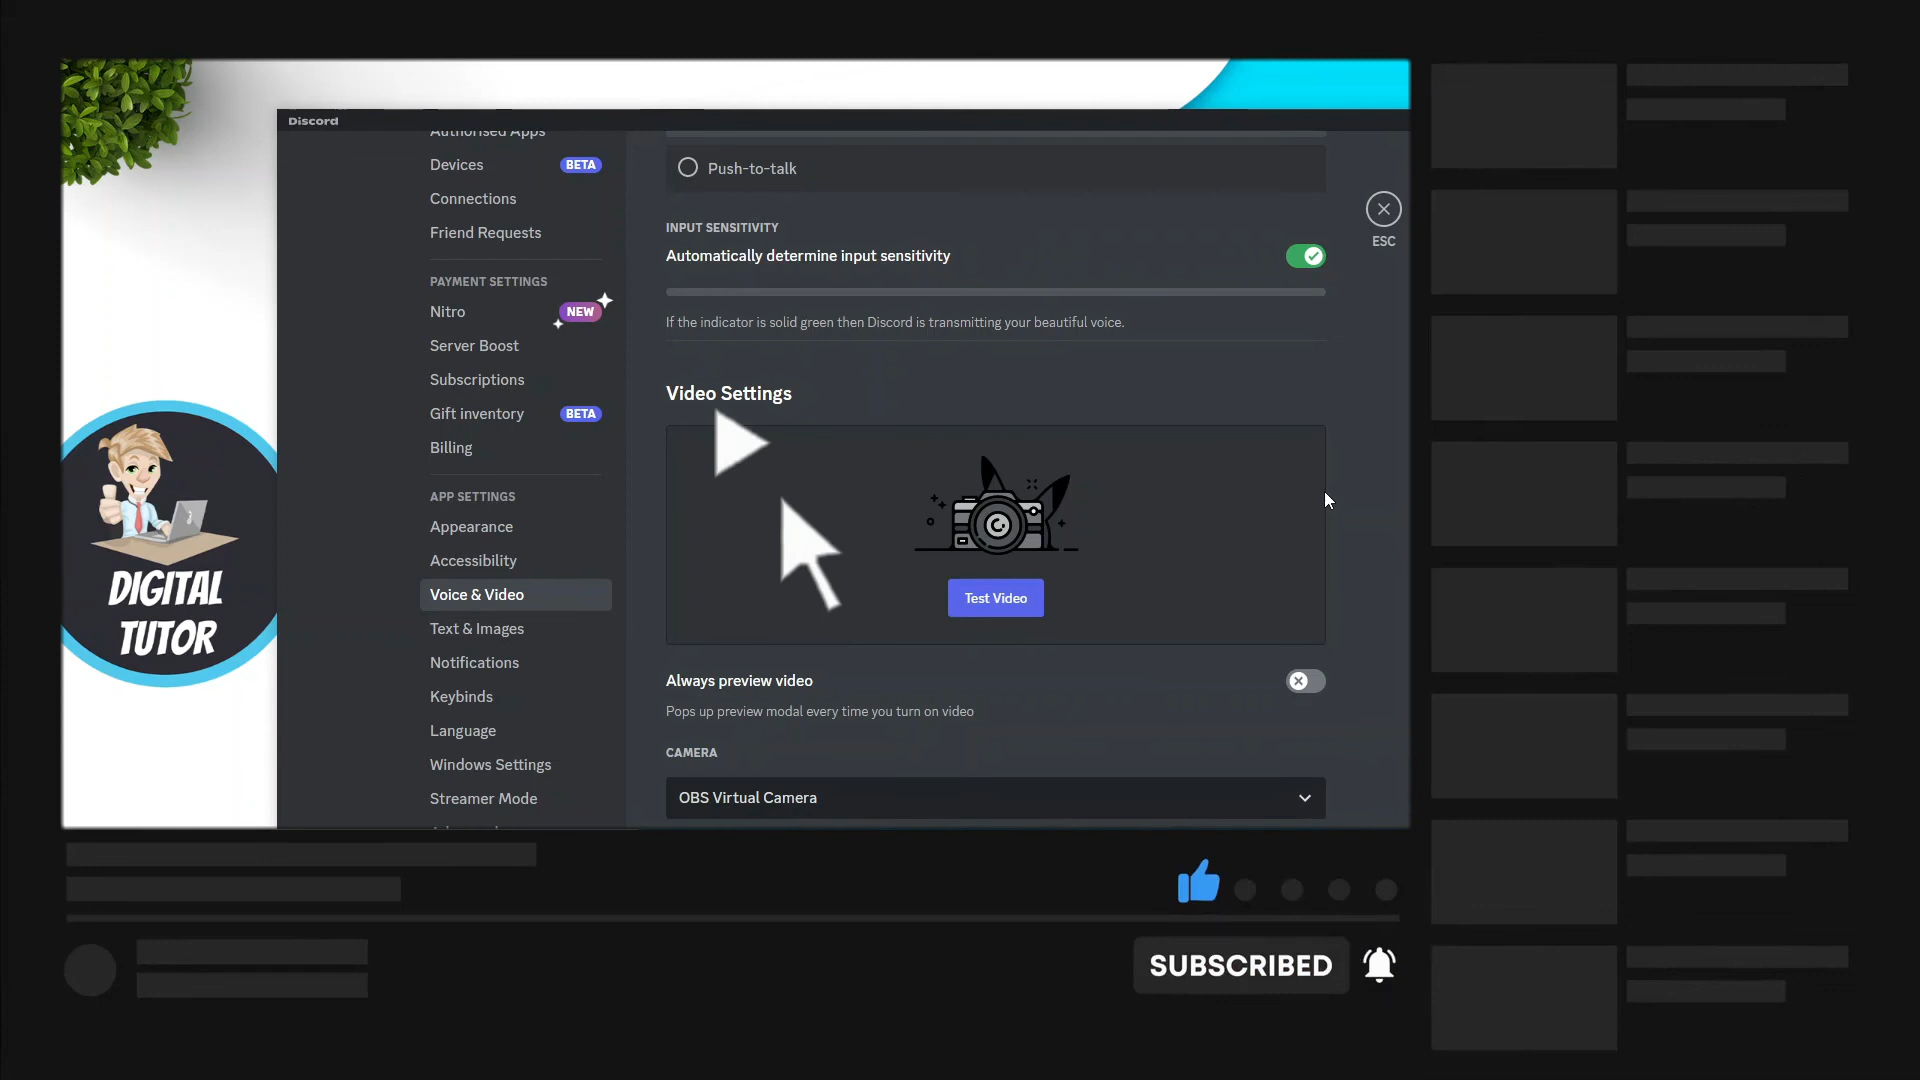 Discord
Authorised Apps
Devices
BETA
Connections
Friend Requests
PAYMENT SETTINGS
Nitro
NEW
Server Boost
Subscriptions
Gift inventory
BETA
Billing
APP SETTINGS
Appearance
Accessibility
Voice & Video
Text & Images
Notifications
Keybinds
Language
Windows Settings
Streamer Mode
Push-to-talk
INPUT SENSITIVITY
Automatically determine input sensitivity
If the indicator is solid green then Discord is transmitting your beautiful voice.
Video Settings
Test Video
Always preview video
Pops up preview modal every time you turn on video
CAMERA
OBS Virtual Camera
ESC
DIGITAL
TUTOR
SUBSCRIBED